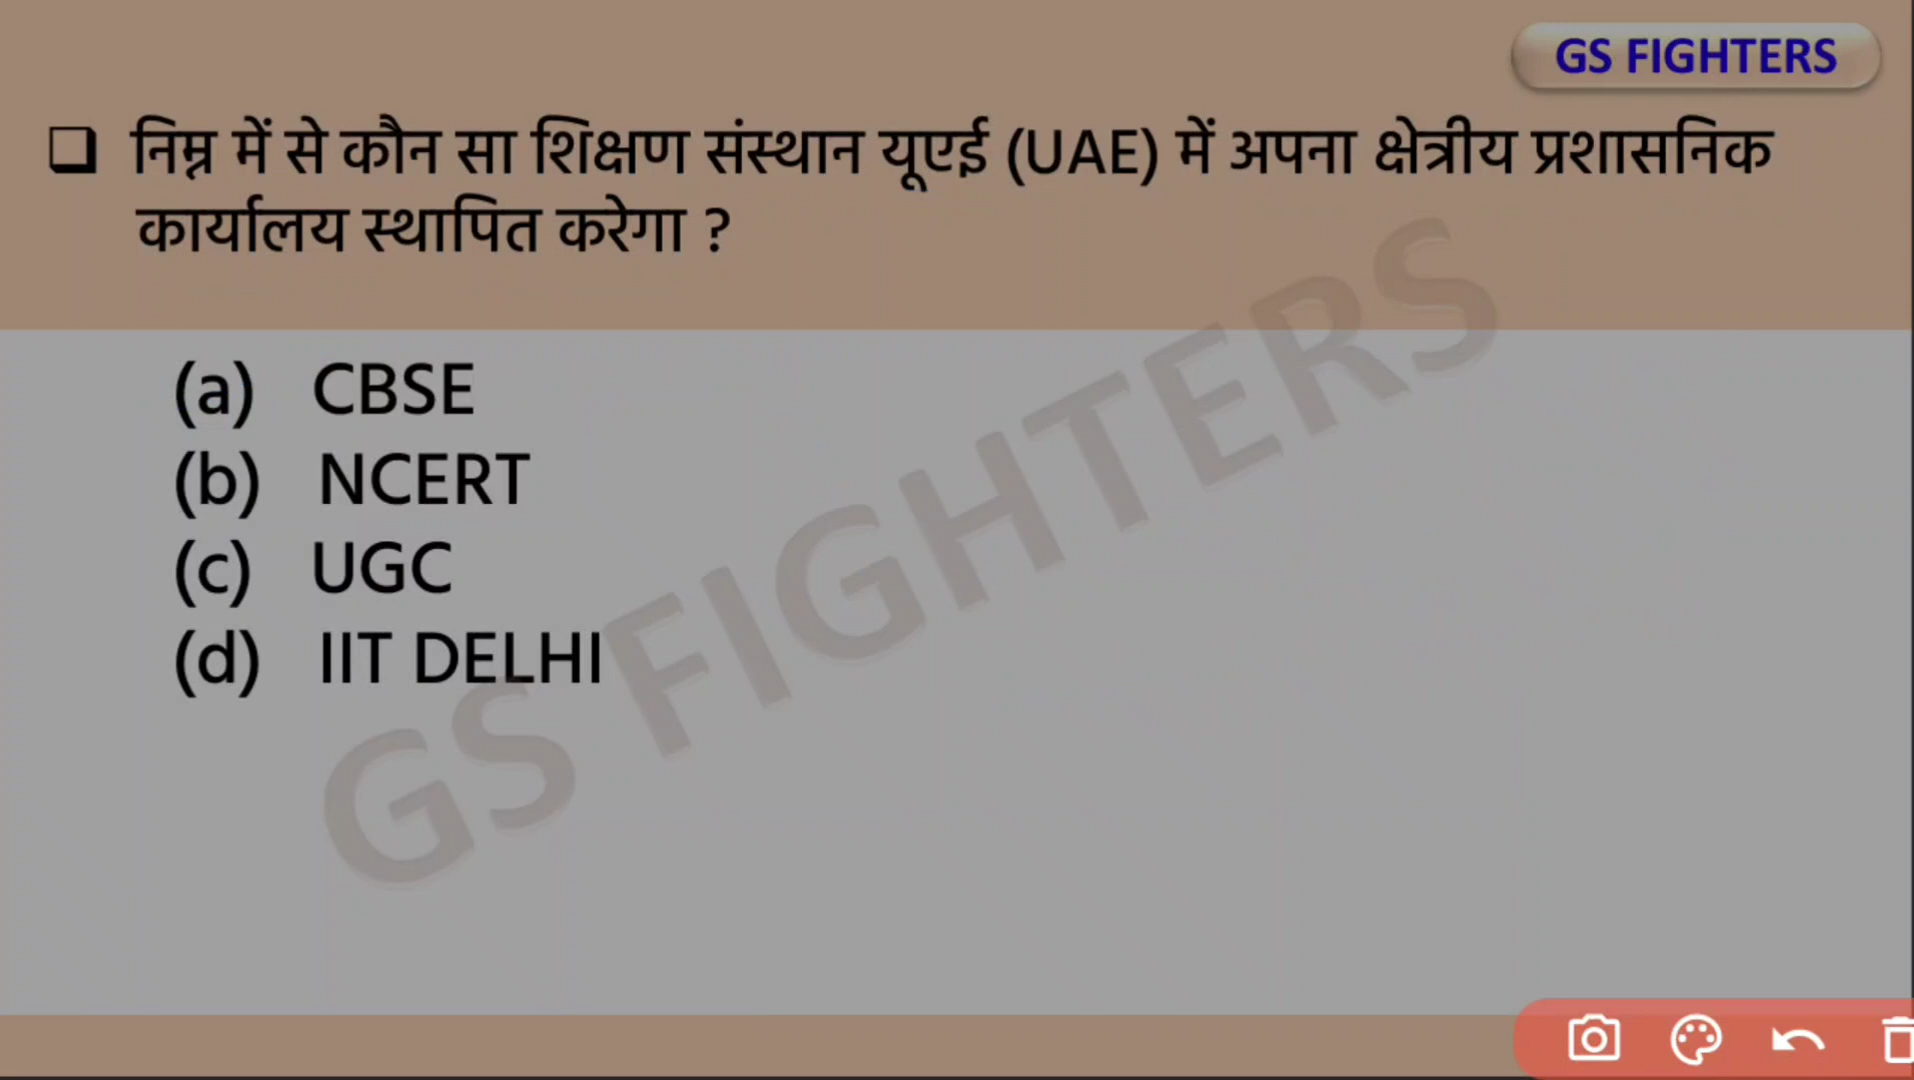 GS FIGHTERS
❑ निम्न में से कौन सा शिक्षण संस्थान यूएई (UAE) में अपना क्षेत्रीय प्रशासनिक
कार्यालय स्थापित करेगा ?
(a) CBSE
(b) NCERT
(c) UGC
(d) IIT DELHI
GS FIGHTERS